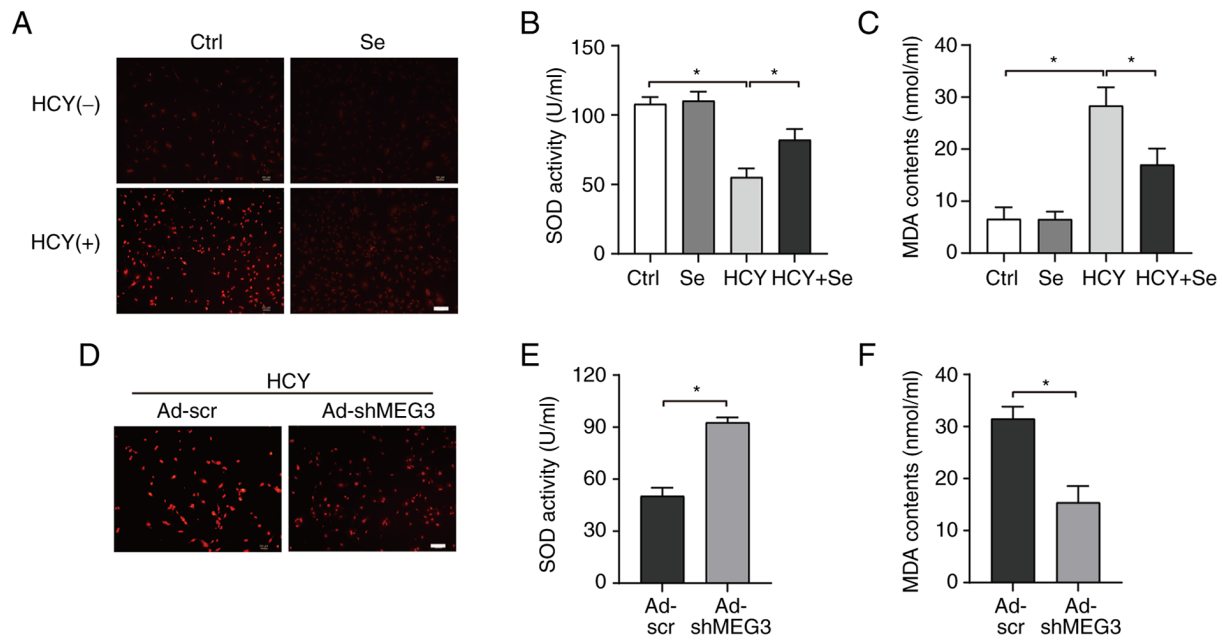 A
Ctrl
Se
HCY(–)
HCY(+)
B
SOD activity (U/ml)
150
100
50
0
*
*
Ctrl
Se
HCY
HCY+Se
C
MDA contents (nmol/ml)
40
30
20
10
0
*
*
Ctrl
Se
HCY
HCY+Se
D
HCY
Ad-scr
Ad-shMEG3
E
SOD activity (U/ml)
120
90
60
30
0
*
Ad-
scr
Ad-
shMEG3
F
MDA contents (nmol/ml)
40
30
20
10
0
*
Ad-
scr
Ad-
shMEG3